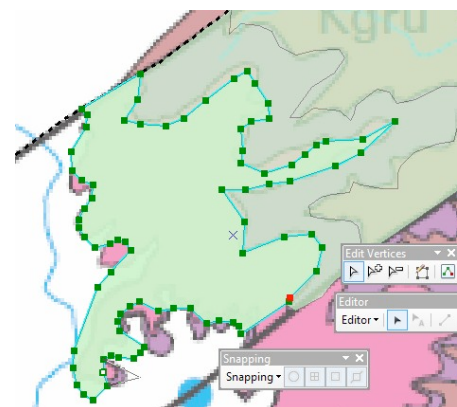 Kgru
Edit Vertices
Editor
Editor
Snapping
Snapping